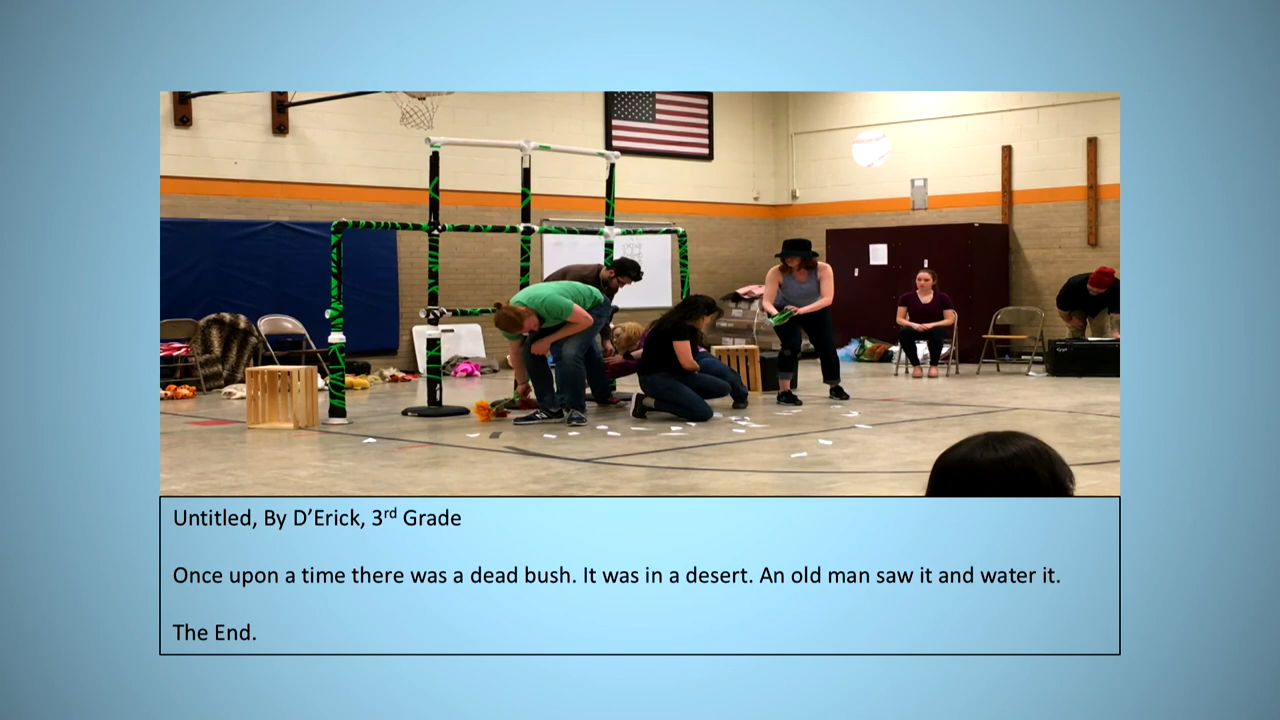 Untitled, By D’Erick, 3rd Grade
Once upon a time there was a dead bush. It was in a desert. An old man saw it and water it.
The End.